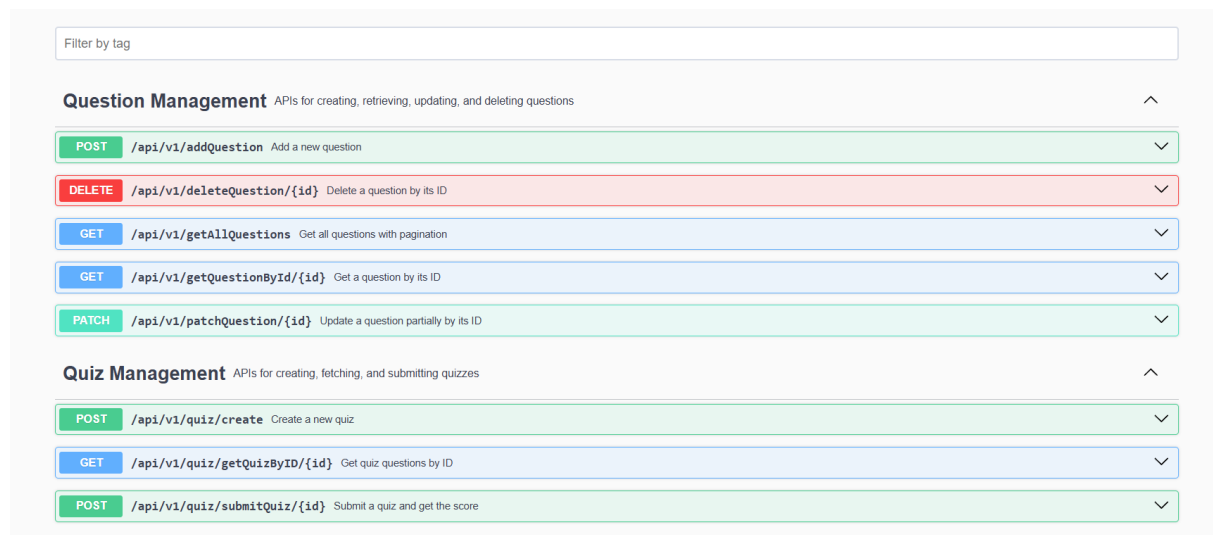 Filter by tag
Question Management APIs for creating, retrieving, updating, and deleting questions
POST /api/v1/addQuestion Add a new question
DELETE /api/v1/deleteQuestion/{id} Delete a question by its ID
GET /api/v1/getAllQuestions Get all questions with pagination
GET /api/v1/getQuestionById/{id} Get a question by its ID
PATCH /api/v1/patchQuestion/{id} Update a question partially by its ID
Quiz Management APIs for creating, fetching, and submitting quizzes
POST /api/v1/quiz/create Create a new quiz
GET /api/v1/quiz/getQuizByID/{id} Get quiz questions by ID
POST /api/v1/quiz/submitQuiz/{id} Submit a quiz and get the score